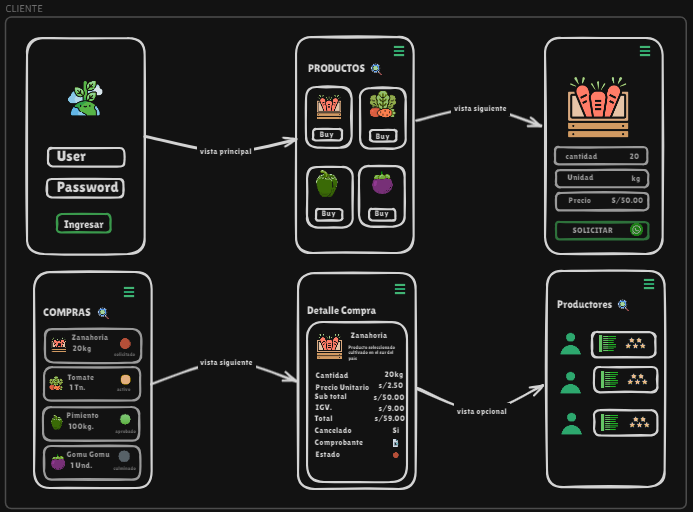 CLIENTE
User
Password
Ingresar
vista principal
PRODUCTOS
Buy
Buy
Buy
Buy
vista siguiente
cantidad 20
Unidad kg
Precio S/50.00
SOLICITAR
COMPRAS
Zanahoria
20kg
solicitado
Tomate
1 Tn.
activo
Pimiento
100kg.
aprobado
Gomu Gomu
1 Und.
culminado
vista siguiente
Detalle Compra
Zanahoria
Producto seleccionado
cultivado en el sur del
pais
Cantidad 20kg
Precio Unitario s/2.50
Sub total s/50.00
IGV. s/9.00
Total s/59.00
Cancelado Si
Comprobante
Estado
vista opcional
Productores